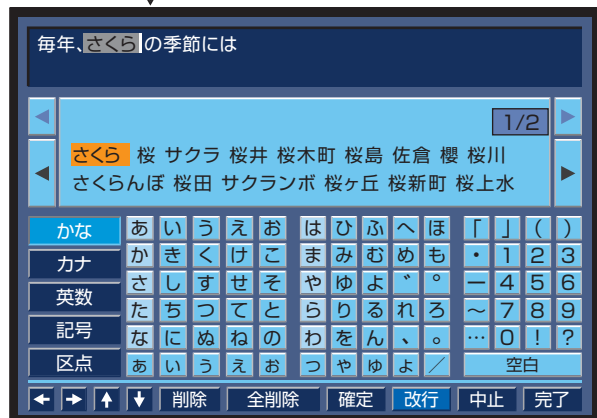 毎年、さくらの季節には
◀ 1/2 ▶
◀ さくら 桜 サクラ 桜井 桜木町 桜島 佐倉 櫻 桜川 ▶
さくらんぼ 桜田 サクランボ 桜ヶ丘 桜新町 桜上水
かな あ い う え お は ひ ふ へ ほ 「 」 ( )
カナ か き く け こ ま み む め も ・ 1 2 3
英数 さ し す せ そ や ゆ よ ゛ ゜ ー 4 5 6
た ち つ て と ら り る れ ろ ~ 7 8 9
記号 な に ぬ ね の わ を ん 、 。 … 0 ! ?
区点 ぁ ぃ ぅ ぇ ぉ っ ゃ ゅ ょ / 空白
← → ↑ ↓ 削除 全削除 確定 改行 中止 完了